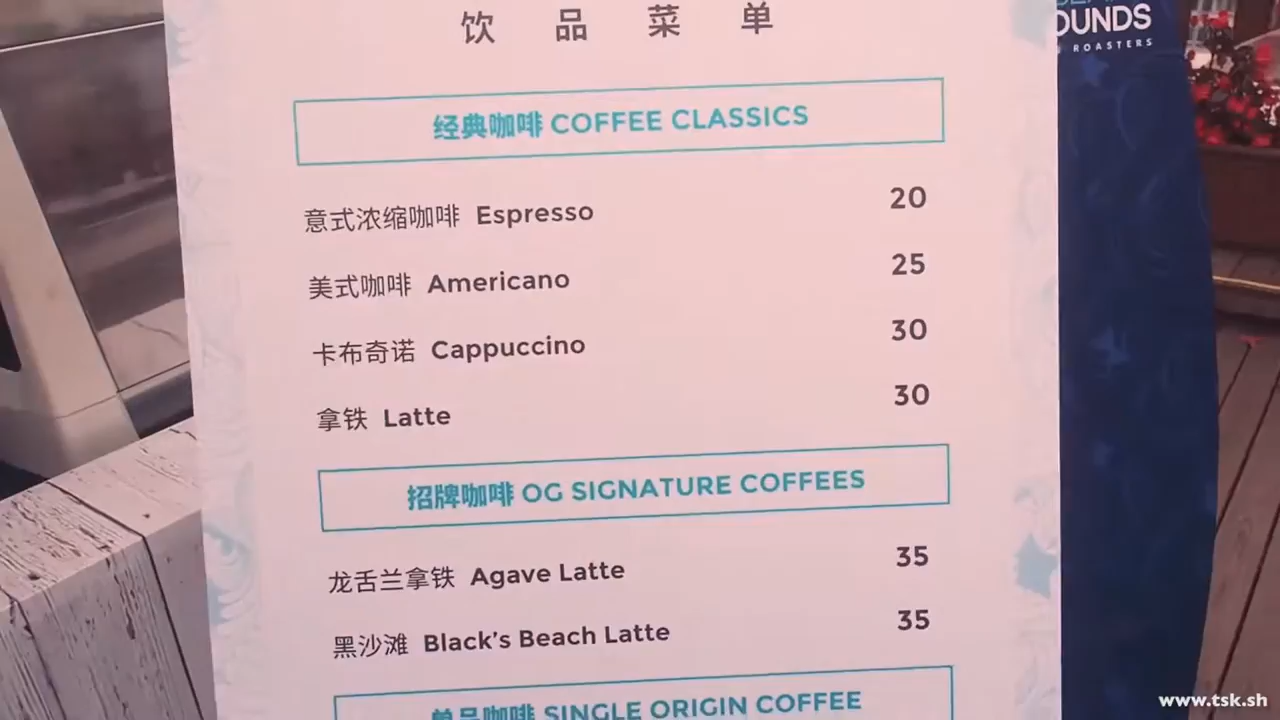 饮品菜单
OUNDS
ROASTERS
经典咖啡 COFFEE CLASSICS
意式浓缩咖啡 Espresso 20
美式咖啡 Americano 25
卡布奇诺 Cappuccino 30
拿铁 Latte 30
招牌咖啡 OG SIGNATURE COFFEES
龙舌兰拿铁 Agave Latte 35
黑沙滩 Black's Beach Latte 35
单品咖啡 SINGLE ORIGIN COFFEE
www.tsk.sh